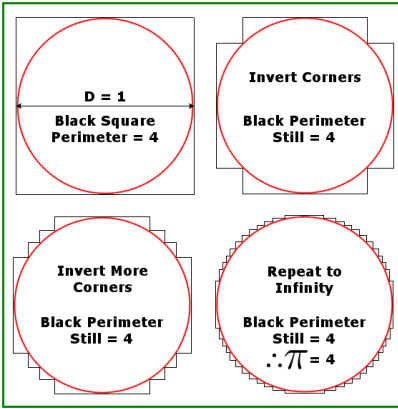 D = 1
Black Square
Perimeter = 4
Invert Corners
Black Perimeter
Still = 4
Invert More
Corners
Black Perimeter
Still = 4
Repeat to
Infinity
Black Perimeter
Still = 4
∴π = 4